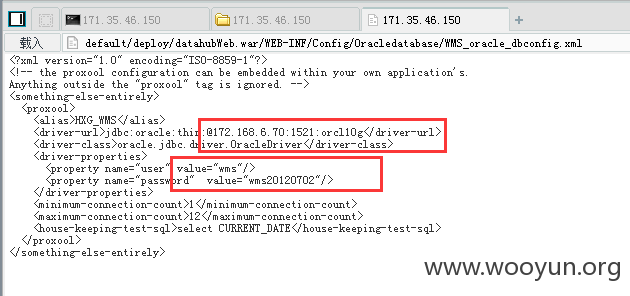 171.35.46.150
171.35.46.150
171.35.46.150
载入
default/deploy/datahubWeb.war/WEB-INF/Config/Oracledatabase/WMS_oracle_dbconfig.xml
<?xml version="1.0" encoding="ISO-8859-1"?>
<!-- the proxool configuration can be embedded within your own application's.
Anything outside the "proxool" tag is ignored. -->
<something-else-entirely>
<proxool>
<alias>HXG_WMS</alias>
<driver-url>jdbc:oracle:thin:@172.168.6.70:1521:orcl10g</driver-url>
<driver-class>oracle.jdbc.driver.OracleDriver</driver-class>
<driver-properties>
<property name="user" value="wms"/>
<property name="password" value="wms20120702"/>
</driver-properties>
<minimum-connection-count>1</minimum-connection-count>
<maximum-connection-count>12</maximum-connection-count>
<house-keeping-test-sql>select CURRENT_DATE</house-keeping-test-sql>
</proxool>
</something-else-entirely>
www.wooyun.org